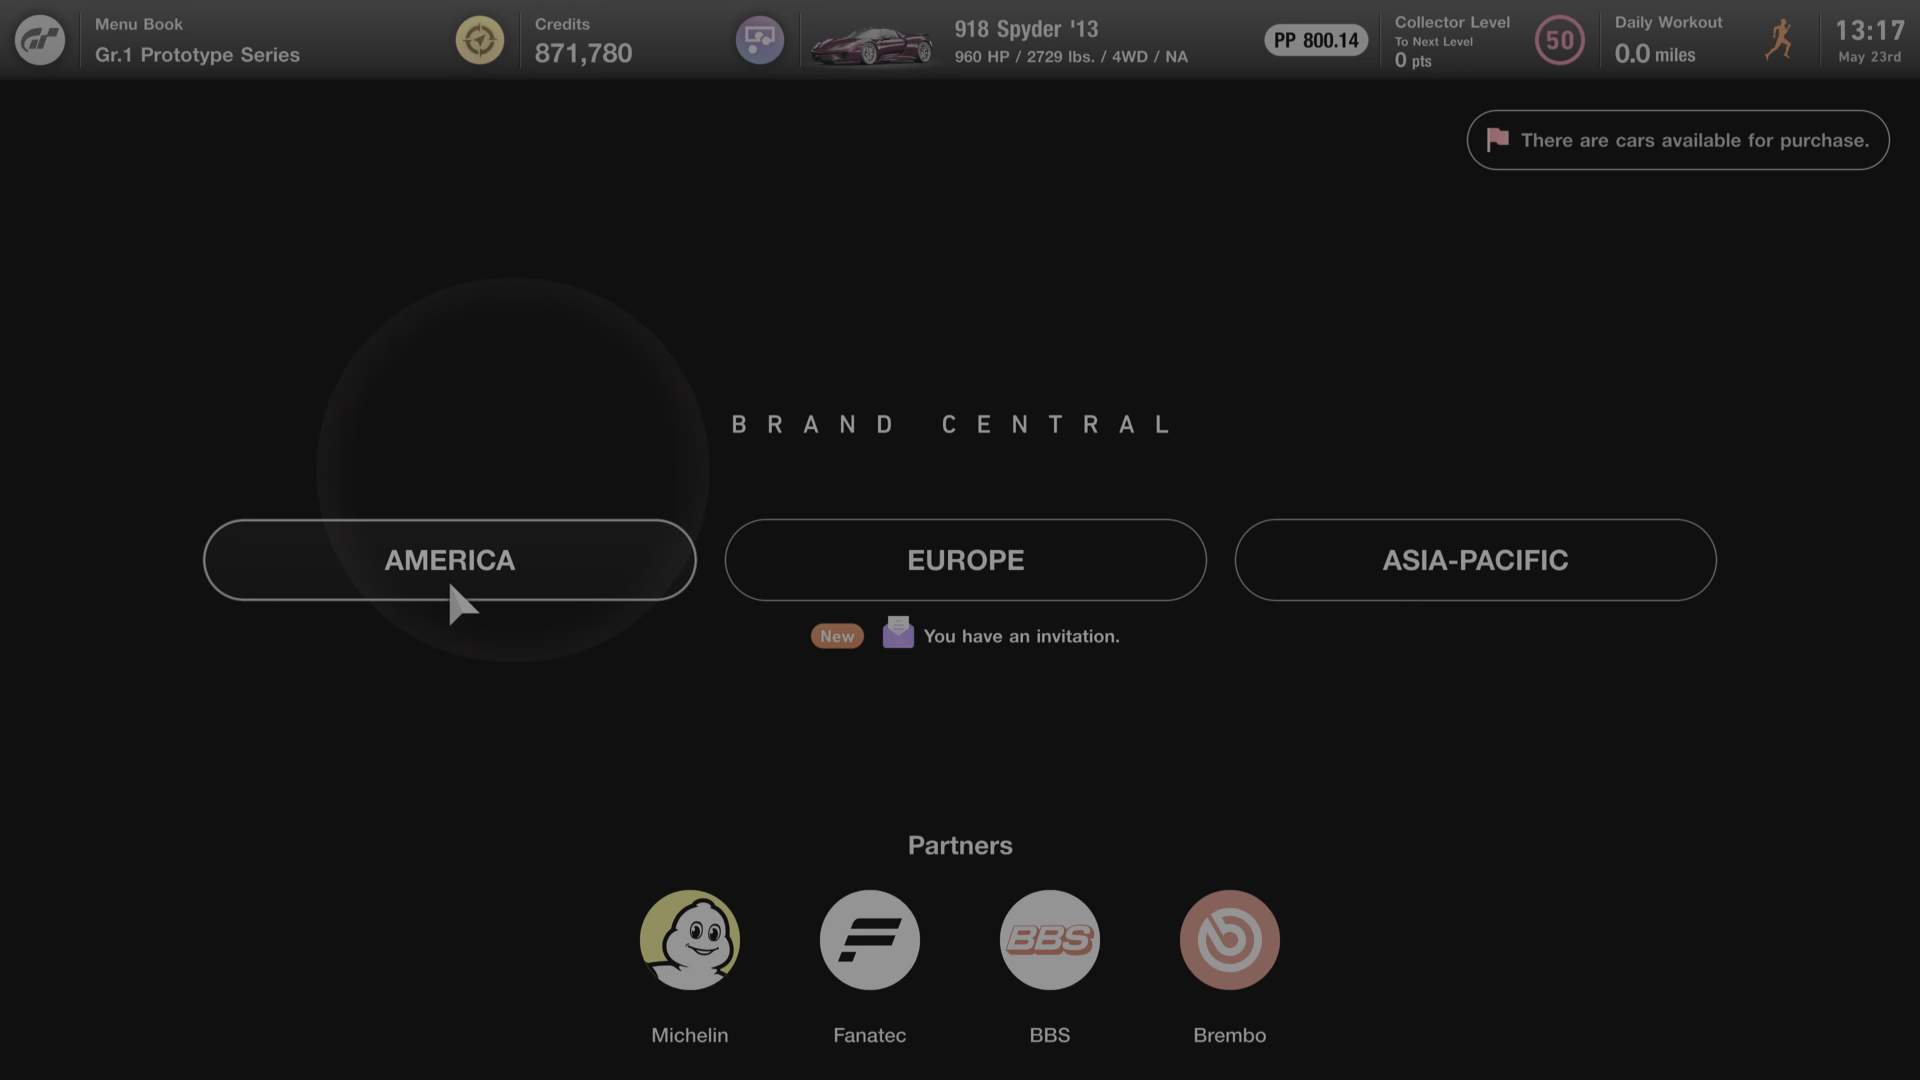 Menu Book
Gr.1 Prototype Series
Credits
871,780
918 Spyder '13
960 HP / 2729 lbs. / 4WD / NA
PP 800.14
Collector Level
To Next Level
0 pts
50
Daily Workout
0.0 miles
13:17
May 23rd
There are cars available for purchase.
BRAND CENTRAL
AMERICA
EUROPE
ASIA-PACIFIC
New
You have an invitation.
Partners
BBS
Michelin
Fanatec
BBS
Brembo